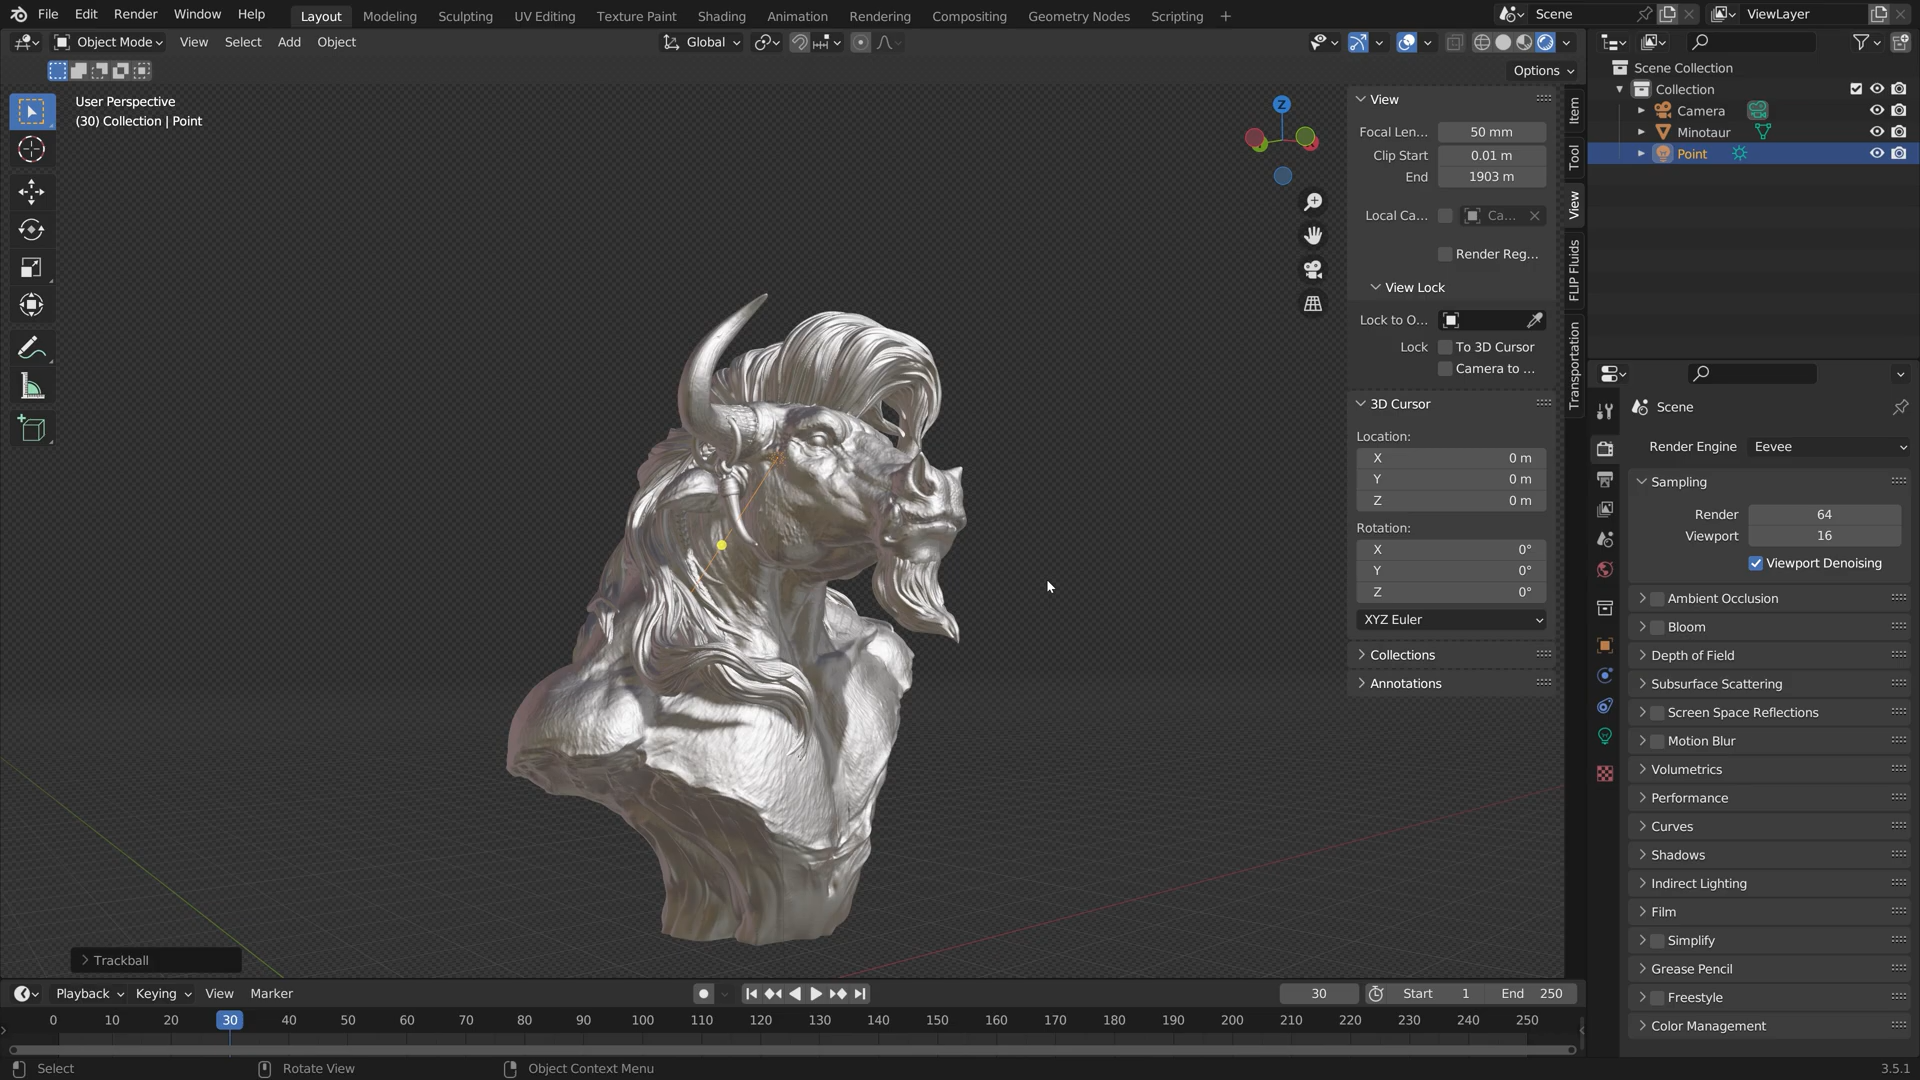 File Edit Render Window Help Layout Modeling Sculpting UV Editing Texture Paint Shading Animation Rendering Compositing Geometry Nodes Scripting + Scene ViewLayer
Object Mode View Select Add Object Global
Options
User Perspective
(30) Collection | Point
Z
View
Focal Len... 50 mm
Clip Start 0.01 m
End 1903 m
Local Ca... Ca...
Render Reg...
View Lock
Lock to O...
Lock To 3D Cursor
Camera to ...
3D Cursor
Location:
X 0 m
Y 0 m
Z 0 m
Rotation:
X 0°
Y 0°
Z 0°
XYZ Euler
Collections
Annotations
Item
Tool
View
FLIP Fluids
Transportation
Scene Collection
Collection
Camera
Minotaur
Point
Scene
Render Engine Eevee
Sampling
Render 64
Viewport 16
Viewport Denoising
Ambient Occlusion
Bloom
Depth of Field
Subsurface Scattering
Screen Space Reflections
Motion Blur
Volumetrics
Performance
Curves
Shadows
Indirect Lighting
Film
Simplify
Grease Pencil
Freestyle
Color Management
Trackball
Playback Keying View Marker 30 Start 1 End 250
0 10 20 30 40 50 60 70 80 90 100 110 120 130 140 150 160 170 180 190 200 210 220 230 240 250
Select Rotate View Object Context Menu 3.5.1